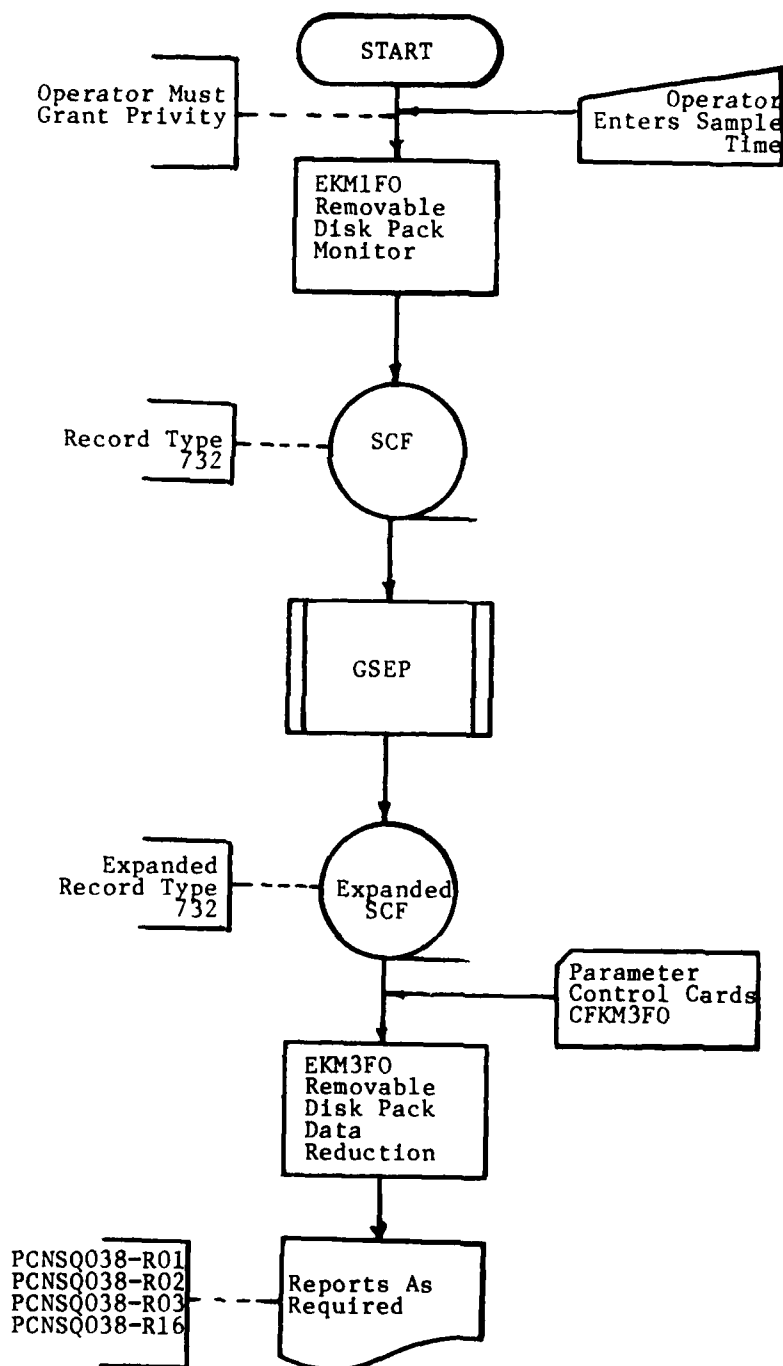 START
Operator Must
Grant Privity
Operator
Enters Sample
Time
EKM1FO
Removable
Disk Pack
Monitor
Record Type
732
SCF
GSEP
Expanded
Record Type
732
Expanded
SCF
Parameter
Control Cards
CFKM3FO
EKM3FO
Removable
Disk Pack
Data
Reduction
PCNSQ038-R01
PCNSQ038-R02
PCNSQ038-R03
PCNSQ038-R16
Reports As
Required